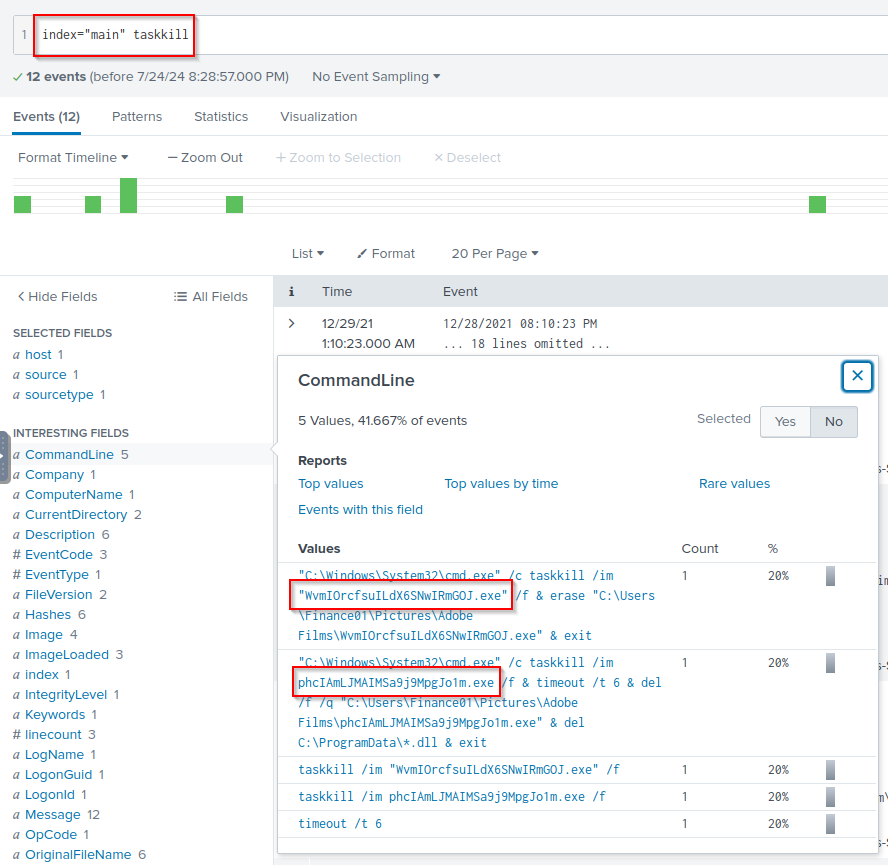 1 index="main" taskkill
✓ 12 events (before 7/24/24 8:28:57.000 PM) No Event Sampling
Events (12) Patterns Statistics Visualization
Format Timeline — Zoom Out + Zoom to Selection × Deselect
List Format 20 Per Page
< Hide Fields All Fields
i Time Event
SELECTED FIELDS
a host 1
a source 1
a sourcetype 1
INTERESTING FIELDS
a CommandLine 5
a Company 1
a ComputerName 1
a CurrentDirectory 2
a Description 6
# EventCode 3
# EventType 1
a FileVersion 2
a Hashes 6
a Image 4
a ImageLoaded 3
a index 1
a IntegrityLevel 1
a Keywords 1
# linecount 3
a LogName 1
a LogonGuid 1
a LogonId 1
a Message 12
a OpCode 1
a OriginalFileName 6
> 12/29/21 12/28/2021 08:10:23 PM
1:10:23.000 AM ... 18 lines omitted ...
CommandLine
5 Values, 41.667% of events Selected Yes No
Reports
Top values Top values by time Rare values
Events with this field
Values Count %
"C:\Windows\System32\cmd.exe" /c taskkill /im 1 20%
"WvmIOrcfsuILdX6SNwIRmGOJ.exe" /f & erase "C:\Users
\Finance01\Pictures\Adobe
Films\WvmIOrcfsuILdX6SNwIRmGOJ.exe" & exit
"C:\Windows\System32\cmd.exe" /c taskkill /im 1 20%
phcIAmLJMAIMSa9j9MpgJo1m.exe /f & timeout /t 6 & del
/f /q "C:\Users\Finance01\Pictures\Adobe
Films\phcIAmLJMAIMSa9j9MpgJo1m.exe" & del
C:\ProgramData\*.dll & exit
taskkill /im "WvmIOrcfsuILdX6SNwIRmGOJ.exe" /f 1 20%
taskkill /im phcIAmLJMAIMSa9j9MpgJo1m.exe /f 1 20%
timeout /t 6 1 20%